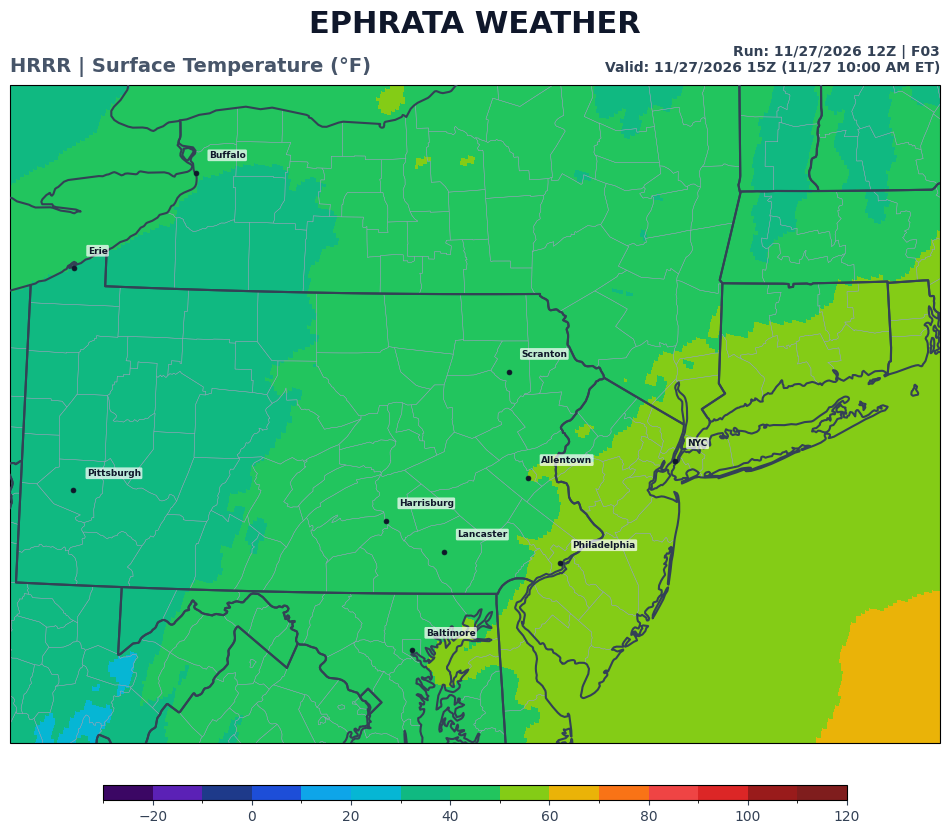 EPHRATA WEATHER
HRRR | Surface Temperature (°F)
Run: 11/27/2026 12Z | F03
Valid: 11/27/2026 15Z (11/27 10:00 AM ET)
Buffalo
Erie
Scranton
NYC
Allentown
Pittsburgh
Harrisburg
Lancaster
Philadelphia
Baltimore
−20 0 20 40 60 80 100 120